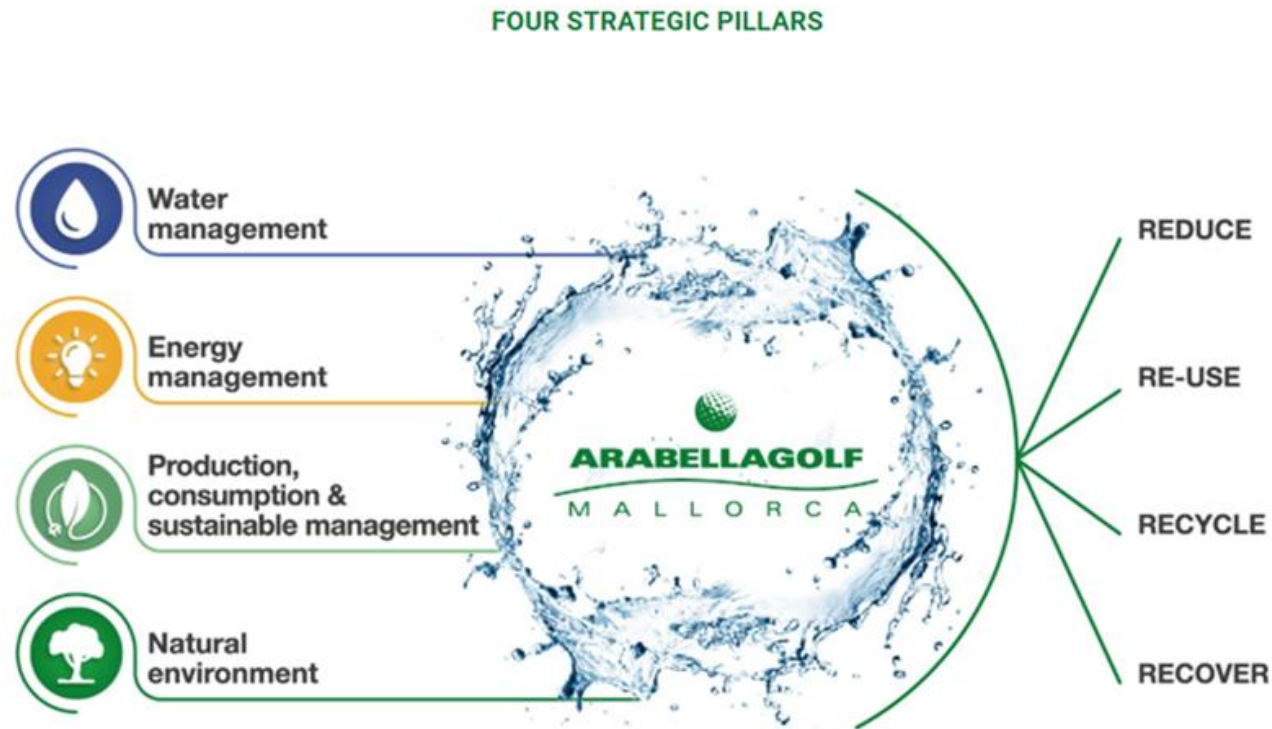 FOUR STRATEGIC PILLARS
Water
management
Energy
management
Production,
consumption &
sustainable management
Natural
environment
ARABELLAGOLF
MALLORCA
REDUCE
RE-USE
RECYCLE
RECOVER